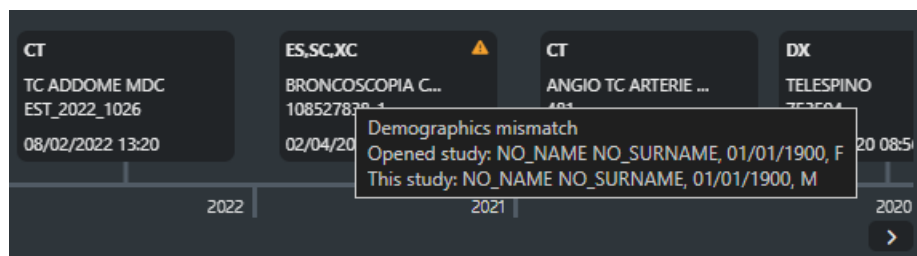 CT
TC ADDOME MDC
EST_2022_1026
08/02/2022 13:20
ES,SC,XC
BRONCOSCOPIA C...
108527838_1
02/04/20
CT
ANGIO TC ARTERIE ...
DX
TELESPINO
20 08:5
Demographics mismatch
Opened study: NO_NAME NO_SURNAME, 01/01/1900, F
This study: NO_NAME NO_SURNAME, 01/01/1900, M
2022
2021
2020